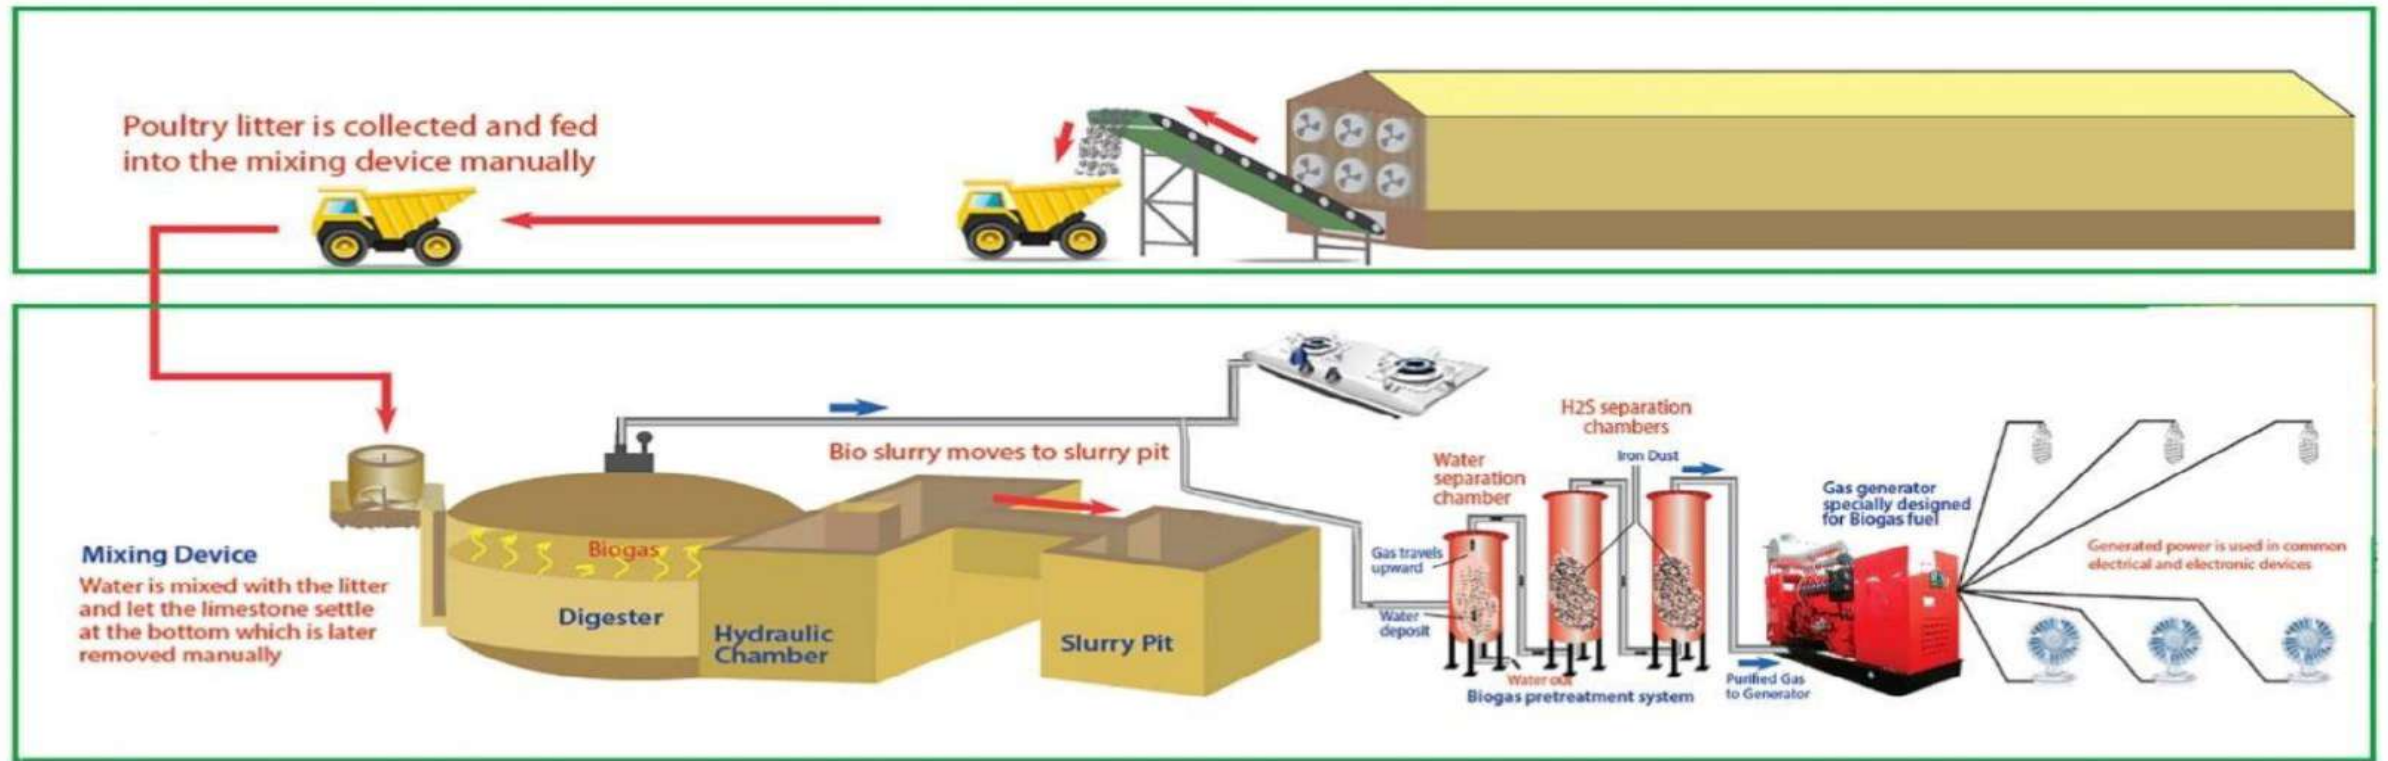 Poultry litter is collected and fed
into the mixing device manually
Bio slurry moves to slurry pit
Mixing Device
Water is mixed with the litter
and let the limestone settle
at the bottom which is later
removed manually
Biogas
Digester
Hydraulic
Chamber
Slurry Pit
H2S separation
chambers
Iron Dust
Water
separation
chamber
Gas travels
upward
Water
deposit
Water out
Biogas pretreatment system
Purified Gas
to Generator
Gas generator
specially designed
for Biogas fuel
Generated power is used in common
electrical and electronic devices